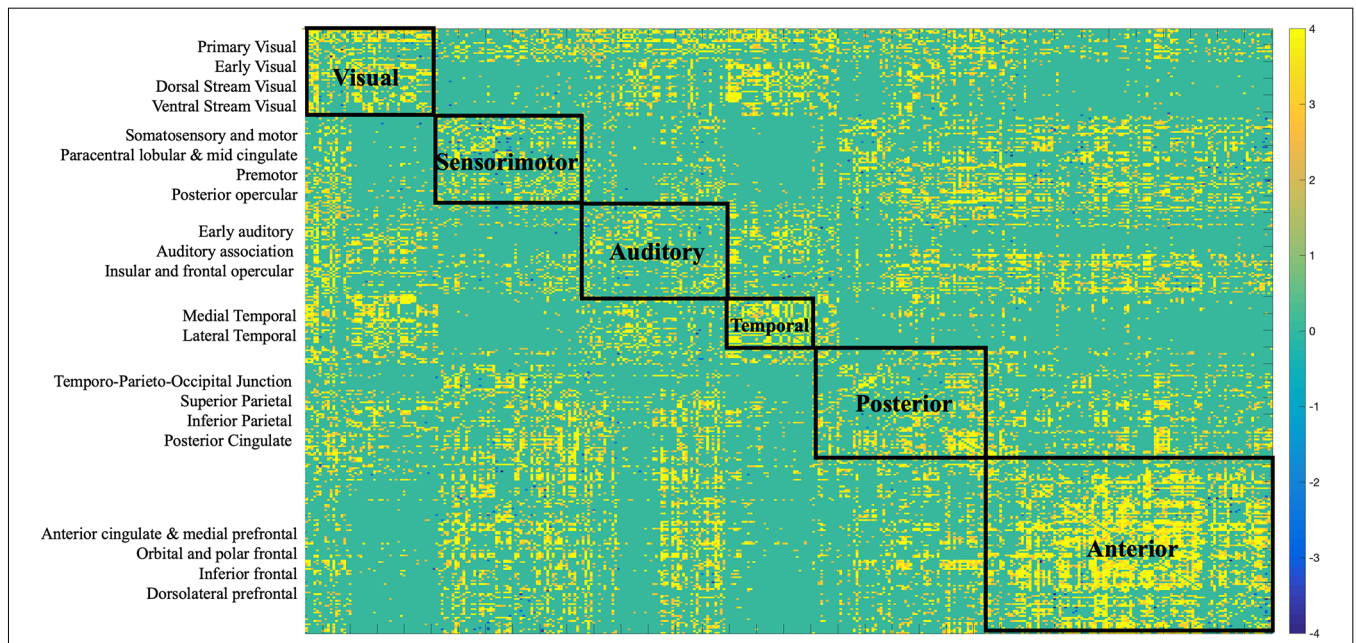 Primary Visual
Early Visual
Dorsal Stream Visual
Ventral Stream Visual
Somatosensory and motor
Paracentral lobular & mid cingulate
Premotor
Posterior opercular
Early auditory
Auditory association
Insular and frontal opercular
Medial Temporal
Lateral Temporal
Temporo-Parieto-Occipital Junction
Superior Parietal
Inferior Parietal
Posterior Cingulate
Anterior cingulate & medial prefrontal
Orbital and polar frontal
Inferior frontal
Dorsolateral prefrontal
Visual
Sensorimotor
Auditory
Temporal
Posterior
Anterior
4
3
2
1
0
-1
-2
-3
-4